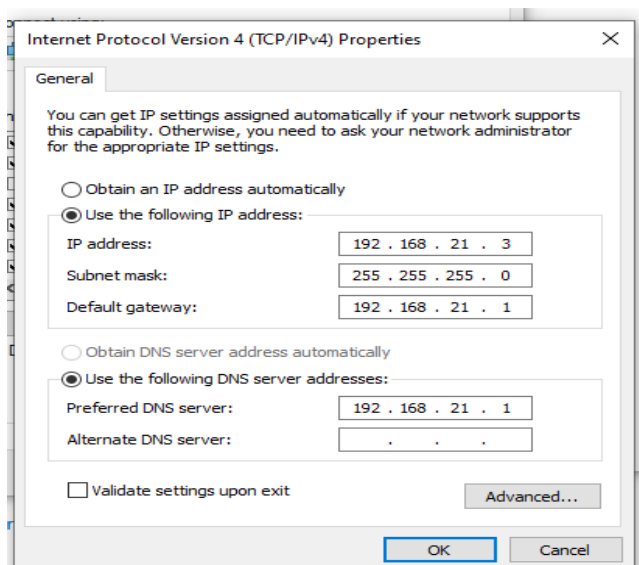 Internet Protocol Version 4 (TCP/IPv4) Properties
General
You can get IP settings assigned automatically if your network supports
this capability. Otherwise, you need to ask your network administrator
for the appropriate IP settings.
Obtain an IP address automatically
Use the following IP address:
IP address: 192 . 168 . 21 . 3
Subnet mask: 255 . 255 . 255 . 0
Default gateway: 192 . 168 . 21 . 1
Obtain DNS server address automatically
Use the following DNS server addresses:
Preferred DNS server: 192 . 168 . 21 . 1
Alternate DNS server: . . .
Validate settings upon exit
Advanced...
OK Cancel